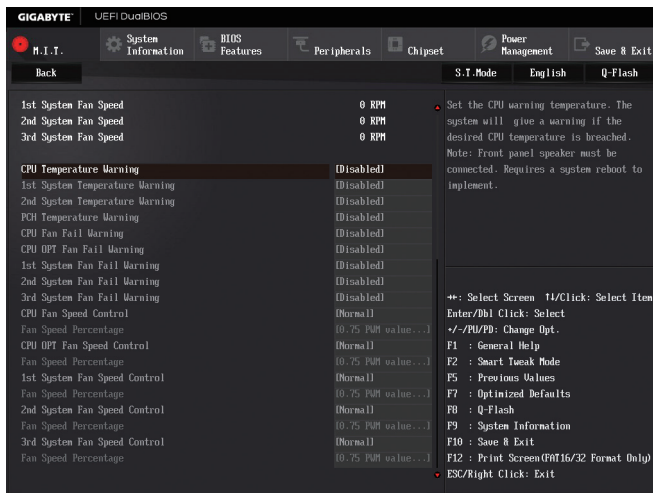 GIGABYTE™ UEFI DualBIOS
M.I.T.
System Information
BIOS Features
Peripherals
Chipset
Power Management
Save & Exit
Back
S.T.Mode English Q-Flash
1st System Fan Speed 0 RPM
2nd System Fan Speed 0 RPM
3rd System Fan Speed 0 RPM
CPU Temperature Warning [Disabled]
1st System Temperature Warning [Disabled]
2nd System Temperature Warning [Disabled]
PCH Temperature Warning [Disabled]
CPU Fan Fail Warning [Disabled]
CPU OPT Fan Fail Warning [Disabled]
1st System Fan Fail Warning [Disabled]
2nd System Fan Fail Warning [Disabled]
3rd System Fan Fail Warning [Disabled]
CPU Fan Speed Control [Normal]
Fan Speed Percentage [0.75 PWM value...]
CPU OPT Fan Speed Control [Normal]
Fan Speed Percentage [0.75 PWM value...]
1st System Fan Speed Control [Normal]
Fan Speed Percentage [0.75 PWM value...]
2nd System Fan Speed Control [Normal]
Fan Speed Percentage [0.75 PWM value...]
3rd System Fan Speed Control [Normal]
Fan Speed Percentage [0.75 PWM value...]
Set the CPU warning temperature. The
system will give a warning if the
desired CPU temperature is breached.
Note: Front panel speaker must be
connected. Requires a system reboot to
implement.
→←: Select Screen ↑↓/Click: Select Item
Enter/Dbl Click: Select
+/-/PU/PD: Change Opt.
F1 : General Help
F2 : Smart Tweak Mode
F5 : Previous Values
F7 : Optimized Defaults
F8 : Q-Flash
F9 : System Information
F10 : Save & Exit
F12 : Print Screen(FAT16/32 Format Only)
ESC/Right Click: Exit